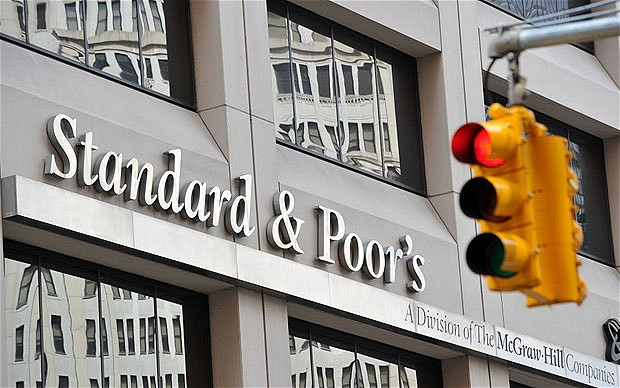 Standard & Poor's
A Division of The McGraw·Hill Companies